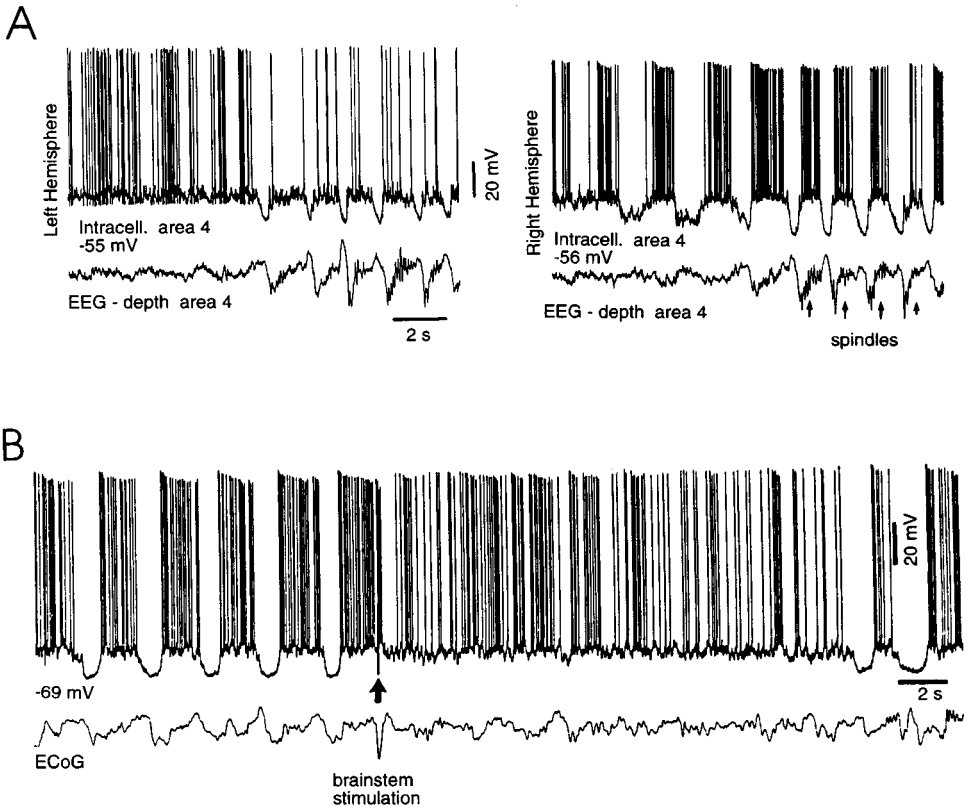 A
Left Hemisphere
Intracell. area 4
-55 mV
EEG - depth area 4
2 s
20 mV
Right Hemisphere
Intracell. area 4
-56 mV
EEG - depth area 4
spindles
B
20 mV
-69 mV
2 s
ECoG
brainstem
stimulation